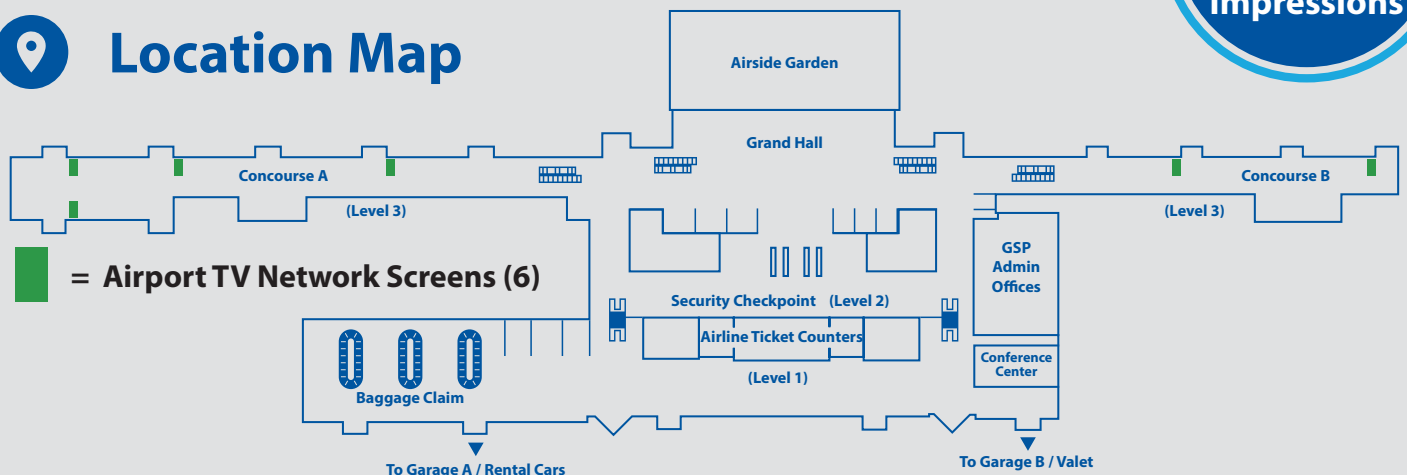 Impressions
Location Map
Airside Garden
Grand Hall
Concourse A
Concourse B
(Level 3)
(Level 3)
GSP
Admin
Offices
= Airport TV Network Screens (6)
Security Checkpoint (Level 2)
Airline Ticket Counters
Conference
Center
(Level 1)
Baggage Claim
To Garage A / Rental Cars
To Garage B / Valet